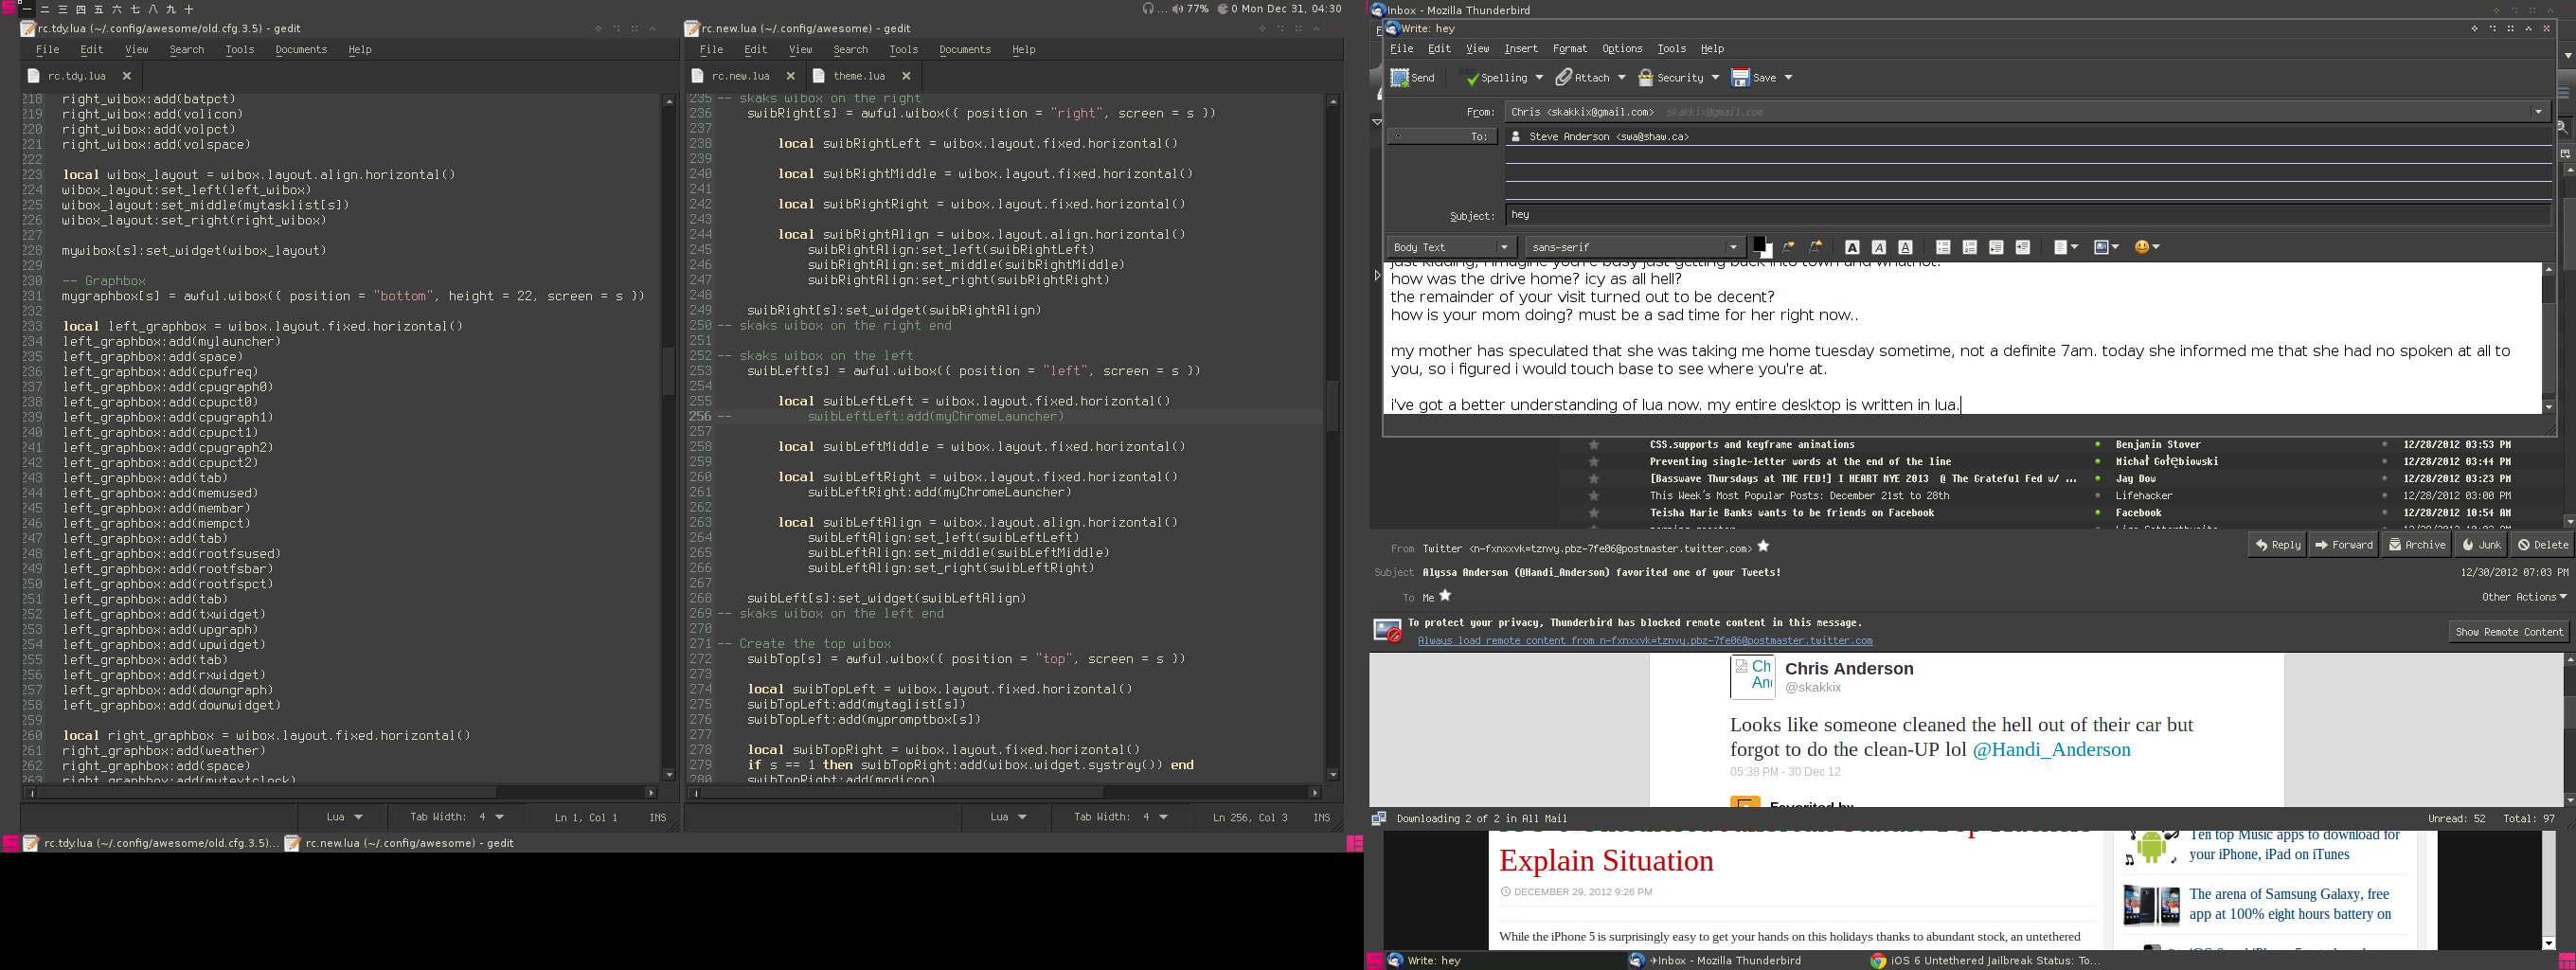 一 二 三 四 五 六 七 八 九 十
... 77% 0 Mon Dec 31, 04:30
rc.tdy.lua (~/.config/awesome/old.cfg.3.5) - gedit
File Edit View Search Tools Documents Help
rc.tdy.lua
218 right_wibox:add(batpct)
219 right_wibox:add(volicon)
220 right_wibox:add(volpct)
221 right_wibox:add(volspace)
222
223 local wibox_layout = wibox.layout.align.horizontal()
224 wibox_layout:set_left(left_wibox)
225 wibox_layout:set_middle(mytasklist[s])
226 wibox_layout:set_right(right_wibox)
227
228 mywibox[s]:set_widget(wibox_layout)
229
230 -- Graphbox
231 mygraphbox[s] = awful.wibox({ position = "bottom", height = 22, screen = s })
232
233 local left_graphbox = wibox.layout.fixed.horizontal()
234 left_graphbox:add(mylauncher)
235 left_graphbox:add(space)
236 left_graphbox:add(cpufreq)
237 left_graphbox:add(cpugraph0)
238 left_graphbox:add(cpupct0)
239 left_graphbox:add(cpugraph1)
240 left_graphbox:add(cpupct1)
241 left_graphbox:add(cpugraph2)
242 left_graphbox:add(cpupct2)
243 left_graphbox:add(tab)
244 left_graphbox:add(memused)
245 left_graphbox:add(membar)
246 left_graphbox:add(mempct)
247 left_graphbox:add(tab)
248 left_graphbox:add(rootfsused)
249 left_graphbox:add(rootfsbar)
250 left_graphbox:add(rootfspct)
251 left_graphbox:add(tab)
252 left_graphbox:add(txwidget)
253 left_graphbox:add(upgraph)
254 left_graphbox:add(upwidget)
255 left_graphbox:add(tab)
256 left_graphbox:add(rxwidget)
257 left_graphbox:add(downgraph)
258 left_graphbox:add(downwidget)
259
260 local right_graphbox = wibox.layout.fixed.horizontal()
261 right_graphbox:add(weather)
262 right_graphbox:add(space)
263 right_graphbox:add(mytextclock)
Lua Tab Width: 4 Ln 1, Col 1 INS
rc.new.lua (~/.config/awesome) - gedit
File Edit View Search Tools Documents Help
rc.new.lua theme.lua
235 -- skaks wibox on the right
236 swibRight[s] = awful.wibox({ position = "right", screen = s })
237
238 local swibRightLeft = wibox.layout.fixed.horizontal()
239
240 local swibRightMiddle = wibox.layout.fixed.horizontal()
241
242 local swibRightRight = wibox.layout.fixed.horizontal()
243
244 local swibRightAlign = wibox.layout.align.horizontal()
245 swibRightAlign:set_left(swibRightLeft)
246 swibRightAlign:set_middle(swibRightMiddle)
247 swibRightAlign:set_right(swibRightRight)
248
249 swibRight[s]:set_widget(swibRightAlign)
250 -- skaks wibox on the right end
251
252 -- skaks wibox on the left
253 swibLeft[s] = awful.wibox({ position = "left", screen = s })
254
255 local swibLeftLeft = wibox.layout.fixed.horizontal()
256 -- swibLeftLeft:add(myChromeLauncher)
257
258 local swibLeftMiddle = wibox.layout.fixed.horizontal()
259
260 local swibLeftRight = wibox.layout.fixed.horizontal()
261 swibLeftRight:add(myChromeLauncher)
262
263 local swibLeftAlign = wibox.layout.align.horizontal()
264 swibLeftAlign:set_left(swibLeftLeft)
265 swibLeftAlign:set_middle(swibLeftMiddle)
266 swibLeftAlign:set_right(swibLeftRight)
267
268 swibLeft[s]:set_widget(swibLeftAlign)
269 -- skaks wibox on the left end
270
271 -- Create the top wibox
272 swibTop[s] = awful.wibox({ position = "top", screen = s })
273
274 local swibTopLeft = wibox.layout.fixed.horizontal()
275 swibTopLeft:add(mytaglist[s])
276 swibTopLeft:add(mypromptbox[s])
277
278 local swibTopRight = wibox.layout.fixed.horizontal()
279 if s == 1 then swibTopRight:add(wibox.widget.systray()) end
280 swibTopRight:add(mpdicon)
Lua Tab Width: 4 Ln 256, Col 3 INS
rc.tdy.lua (~/.config/awesome/old.cfg.3.5)... rc.new.lua (~/.config/awesome) - gedit
Inbox - Mozilla Thunderbird
Write: hey
File Edit View Insert Format Options Tools Help
Send Spelling Attach Security Save
From: Chris <skakkix@gmail.com> skakkix@gmail.com
To: Steve Anderson <swa@shaw.ca>
Subject: hey
Body Text sans-serif
just kidding, i imagine you're busy just getting back into town and whatnot.
how was the drive home? icy as all hell?
the remainder of your visit turned out to be decent?
how is your mom doing? must be a sad time for her right now..
my mother has speculated that she was taking me home tuesday sometime, not a definite 7am. today she informed me that she had no spoken at all to
you, so i figured i would touch base to see where you're at.
i've got a better understanding of lua now. my entire desktop is written in lua.
CSS.supports and keyframe animations Benjamin Stover 12/28/2012 03:53 PM
Preventing single-letter words at the end of the line Michał Gołębiowski 12/28/2012 03:44 PM
[Basswave Thursdays at THE FED!] I HEART NYE 2013 @ The Grateful Fed w/ ... Jay Dow 12/28/2012 03:23 PM
This Week's Most Popular Posts: December 21st to 28th Lifehacker 12/28/2012 03:00 PM
Teisha Marie Banks wants to be friends on Facebook Facebook 12/28/2012 10:54 AM
From Twitter <n-fxnxxvk=tznvy.pbz-7fe06@postmaster.twitter.com> Reply Forward Archive Junk Delete
Subject Alyssa Anderson (@Handi_Anderson) favorited one of your Tweets! 12/30/2012 07:03 PM
To Me Other Actions
To protect your privacy, Thunderbird has blocked remote content in this message.
Always load remote content from n-fxnxxvk=tznvy.pbz-7fe06@postmaster.twitter.com
Show Remote Content
Chris Anderson
@skakkix
Looks like someone cleaned the hell out of their car but
forgot to do the clean-UP lol @Handi_Anderson
05:38 PM - 30 Dec 12
Favorited by
Downloading 2 of 2 in All Mail Unread: 52 Total: 97
Explain Situation
DECEMBER 29, 2012 9:26 PM
While the iPhone 5 is surprisingly easy to get your hands on this holidays thanks to abundant stock, an untethered
Ten top Music apps to download for
your iPhone, iPad on iTunes
The arena of Samsung Galaxy, free
app at 100% eight hours battery on
Write: hey Inbox - Mozilla Thunderbird iOS 6 Untethered Jailbreak Status: To...